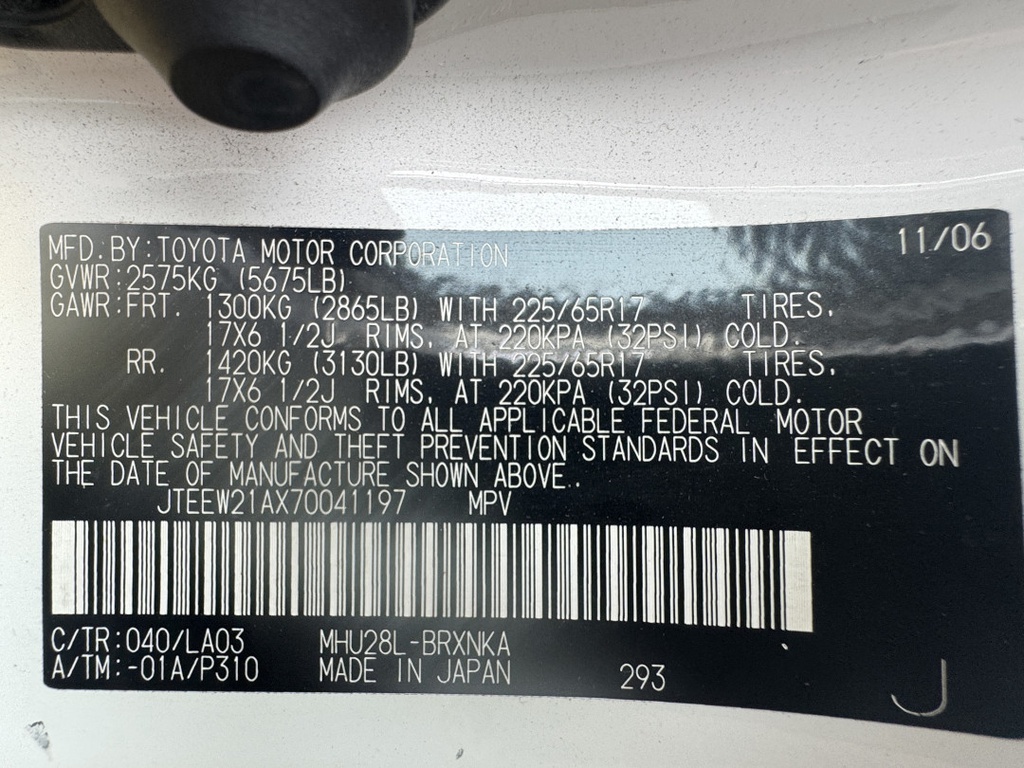 MFD. BY: TOYOTA MOTOR CORPORATION 11/06
GVWR: 2575KG (5675LB)
GAWR: FRT. 1300KG (2865LB) WITH 225/65R17 TIRES,
17X6 1/2J RIMS, AT 220KPA (32PSI) COLD.
RR. 1420KG (3130LB) WITH 225/65R17 TIRES,
17X6 1/2J RIMS, AT 220KPA (32PSI) COLD.
THIS VEHICLE CONFORMS TO ALL APPLICABLE FEDERAL MOTOR
VEHICLE SAFETY AND THEFT PREVENTION STANDARDS IN EFFECT ON
THE DATE OF MANUFACTURE SHOWN ABOVE.
JTEEW21AX70041197 MPV
C/TR: 040/LA03 MHU28L-BRXNKA
A/TM: -01A/P310 MADE IN JAPAN 293 J